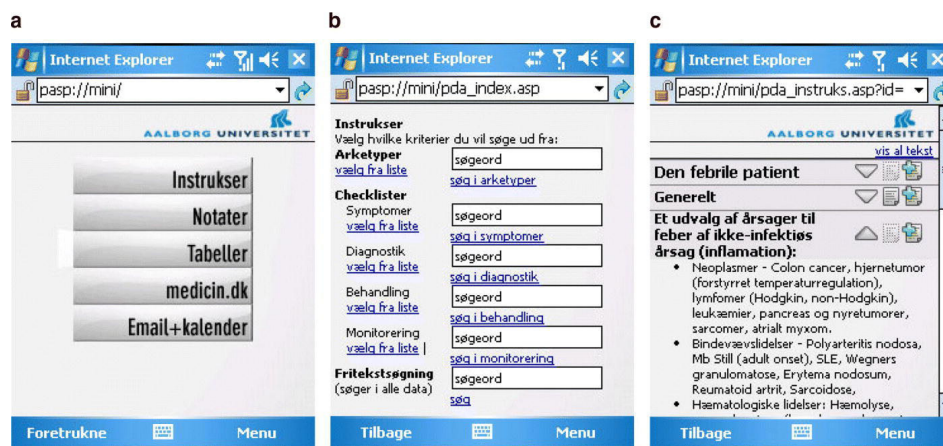 a
Internet Explorer
pasp://mini/
AALBORG UNIVERSITET
Instrukser
Notater
Tabeller
medicin.dk
Email+kalender
Foretrukne
Menu
b
Internet Explorer
pasp://mini/pda_index.asp
Instrukser
Vælg hvilke kriterier du vil søge ud fra:
Arketyper
søgeord
vælg fra liste
søg i arketyper
Checklister
Symptomer
søgeord
vælg fra liste
søg i symptomer
Diagnostik
søgeord
vælg fra liste
søg i diagnostik
Behandling
søgeord
vælg fra liste
søg i behandling
Monitorering
søgeord
vælg fra liste |
søg i monitorering
Fritekstsøgning
søgeord
(søger i alle data)
søg
Tilbage
Menu
c
Internet Explorer
pasp://mini/pda_instruks.asp?id=
AALBORG UNIVERSITET
vis al tekst
Den febrile patient
Generelt
Et udvalg af årsager til
feber af ikke-infektiøs
årsag (inflamation):
• Neoplasmer - Colon cancer, hjernetumor
(forstyrret temperaturregulation),
lymfomer (Hodgkin, non-Hodgkin),
leukæmier, pancreas og nyretumorer,
sarcomer, atrialt myxom.
• Bindevævslidelser - Polyarteritis nodosa,
Mb Still (adult onset), SLE, Wegners
granulomatose, Erytema nodosum,
Reumatoid artrit, Sarcoidose,
• Hæmatologiske lidelser: Hæmolyse,
Tilbage
Menu